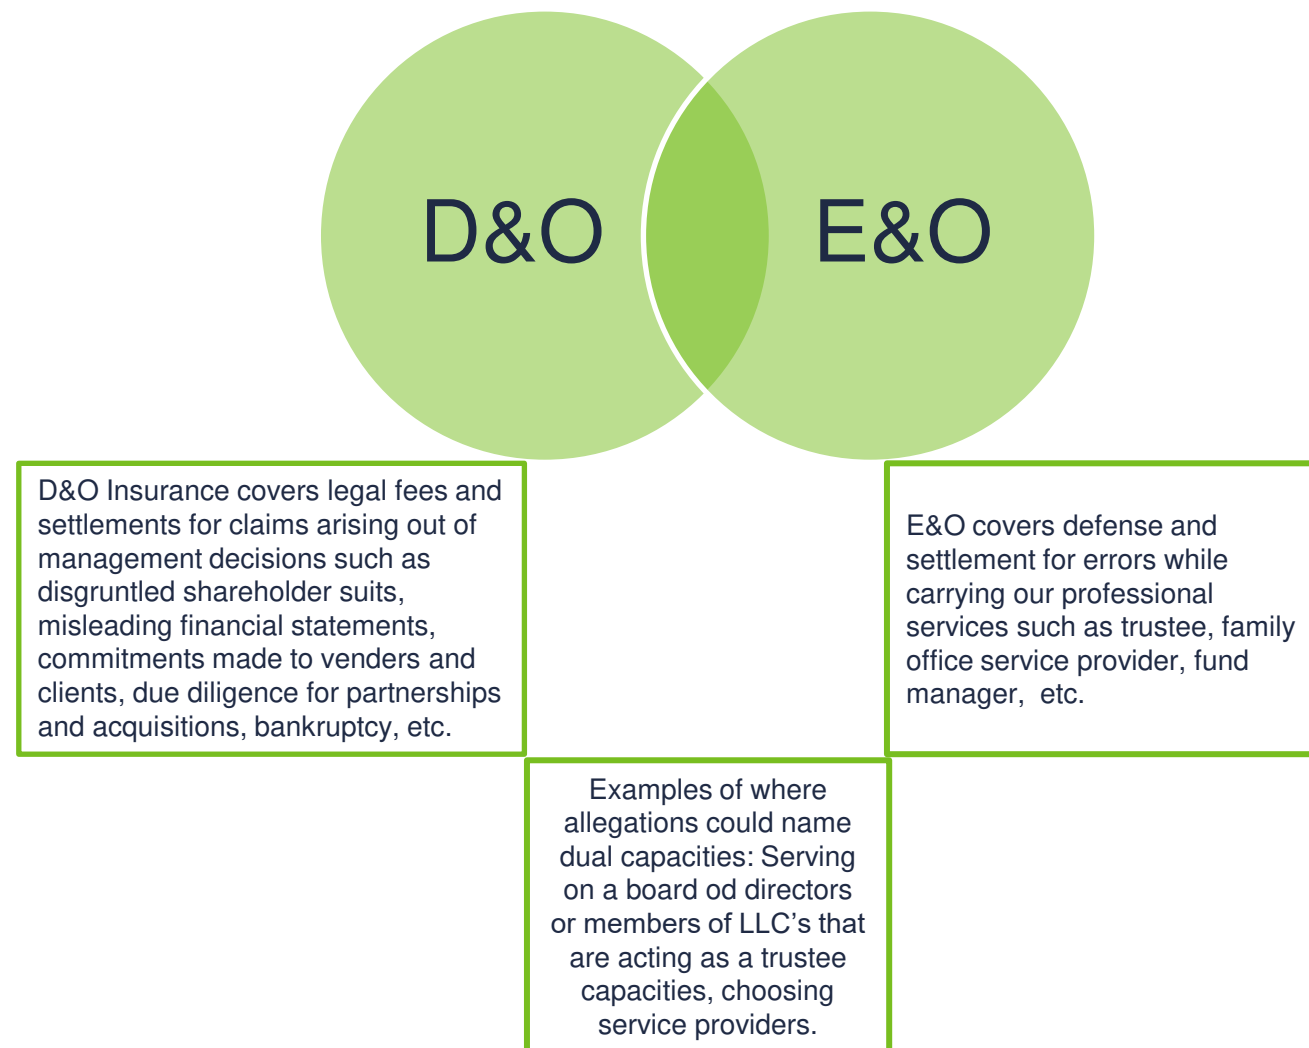 D&O
E&O
D&O Insurance covers legal fees and
settlements for claims arising out of
management decisions such as
disgruntled shareholder suits,
misleading financial statements,
commitments made to venders and
clients, due diligence for partnerships
and acquisitions, bankruptcy, etc.
E&O covers defense and
settlement for errors while
carrying our professional
services such as trustee, family
office service provider, fund
manager,  etc.
Examples of where
allegations could name
dual capacities: Serving
on a board od directors
or members of LLC’s that
are acting as a trustee
capacities, choosing
service providers.